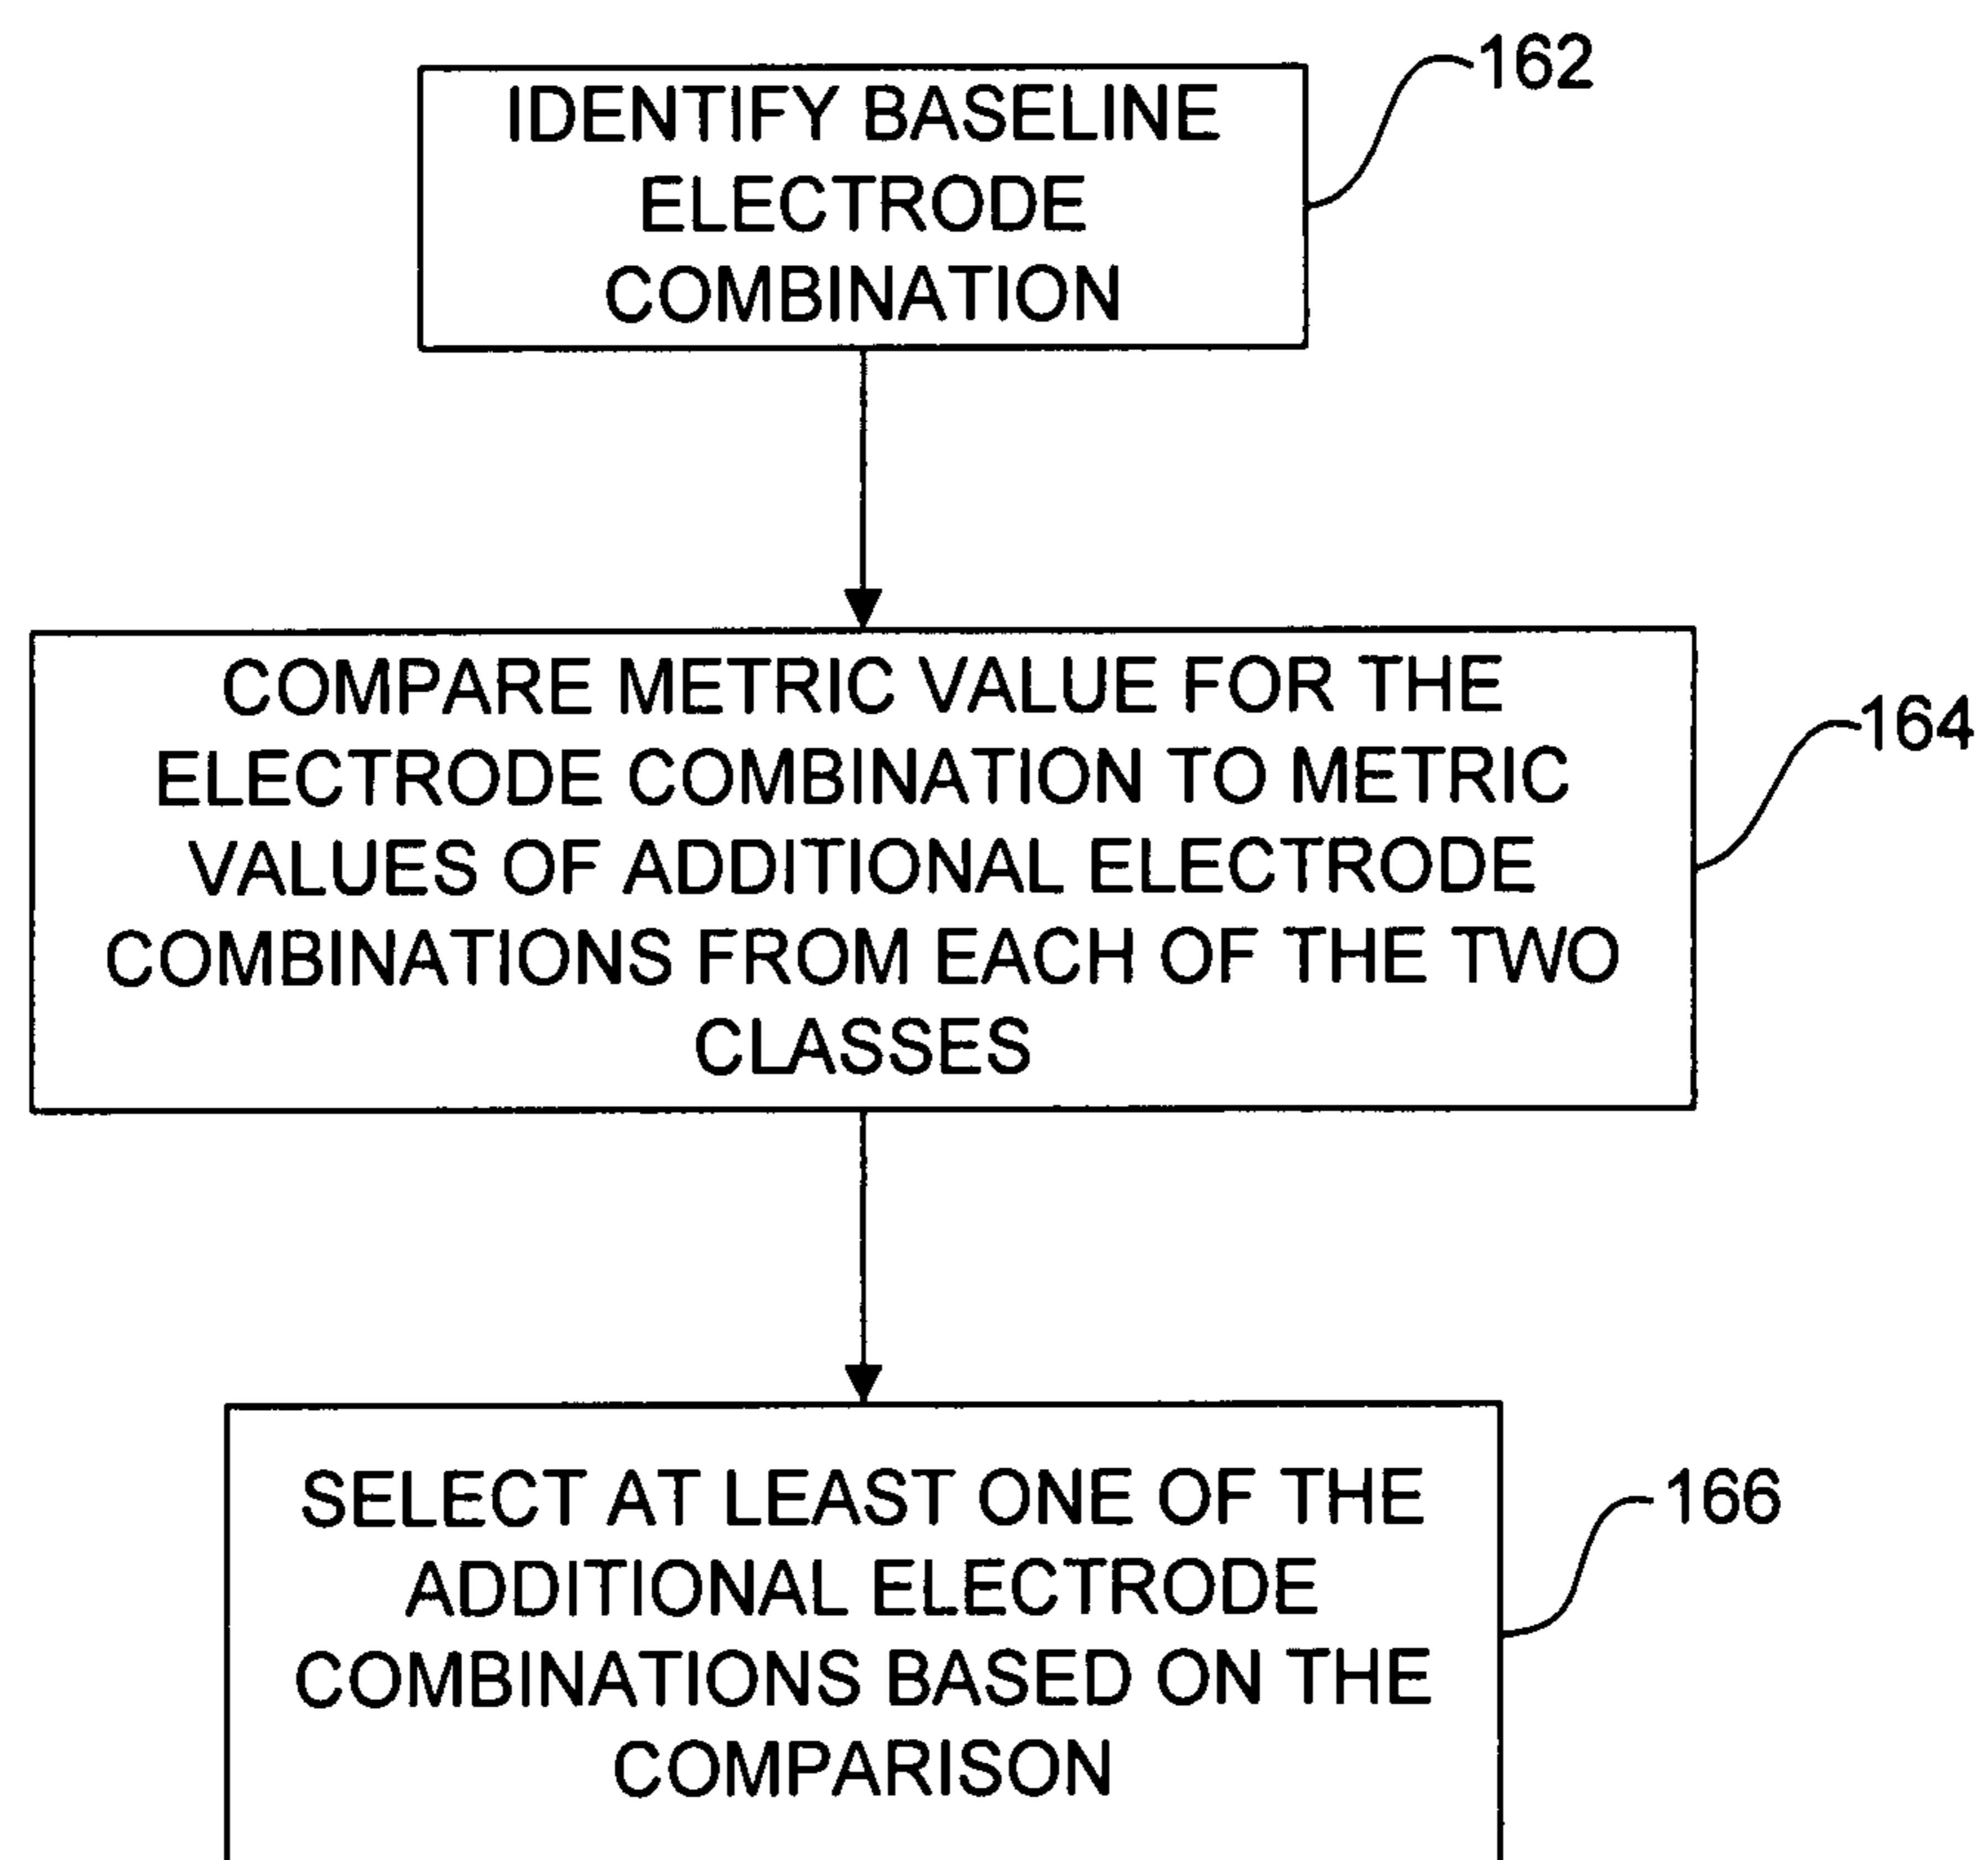 162
IDENTIFY BASELINE
ELECTRODE
COMBINATION
COMPARE METRIC VALUE FOR THE
ELECTRODE COMBINATION TO METRIC
VALUES OF ADDITIONAL ELECTRODE
COMBINATIONS FROM EACH OF THE TWO
CLASSES
164
SELECT AT LEAST ONE OF THE
ADDITIONAL ELECTRODE
COMBINATIONS BASED ON THE
COMPARISON
166